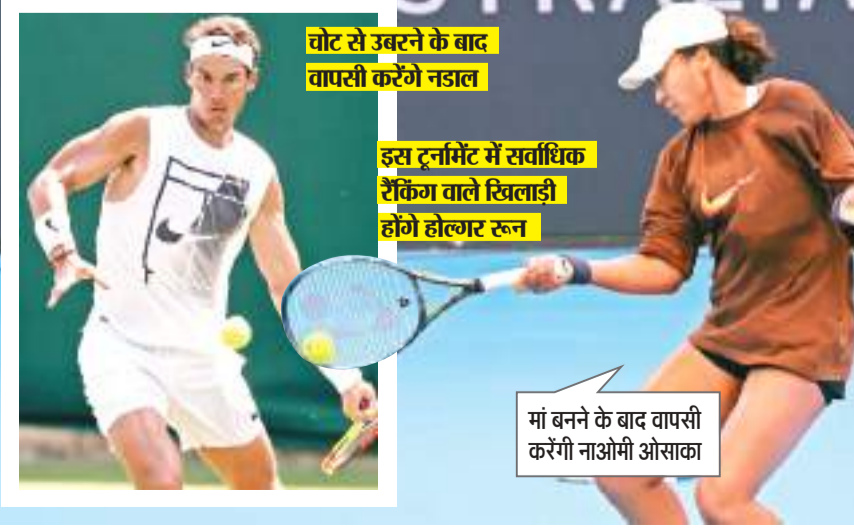 चोट से उबरने के बाद
वापसी करेंगे नडाल
इस टूर्नामेंट में सर्वाधिक
रैंकिंग वाले खिलाड़ी
होंगे होल्गर रून
मां बनने के बाद वापसी
करेंगी नाओमी ओसाका